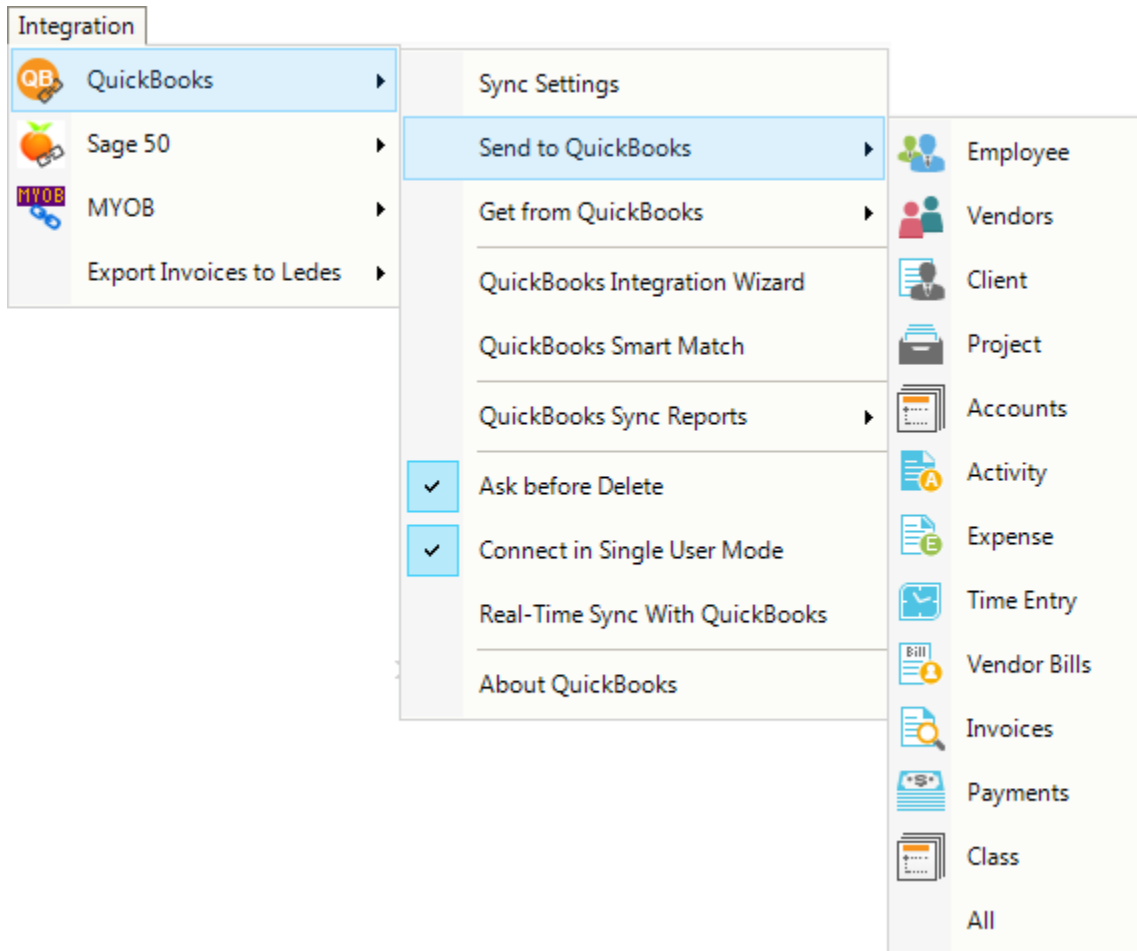 Integration
QB
QuickBooks
Sage 50
MYOB
MYOB
Export Invoices to Ledes
Sync Settings
Send to QuickBooks
Get from QuickBooks
QuickBooks Integration Wizard
QuickBooks Smart Match
QuickBooks Sync Reports
Ask before Delete
Connect in Single User Mode
Real-Time Sync With QuickBooks
About QuickBooks
Employee
Vendors
Client
Project
Accounts
A
Activity
E
Expense
Time Entry
Bill
Vendor Bills
Invoices
$
Payments
Class
All